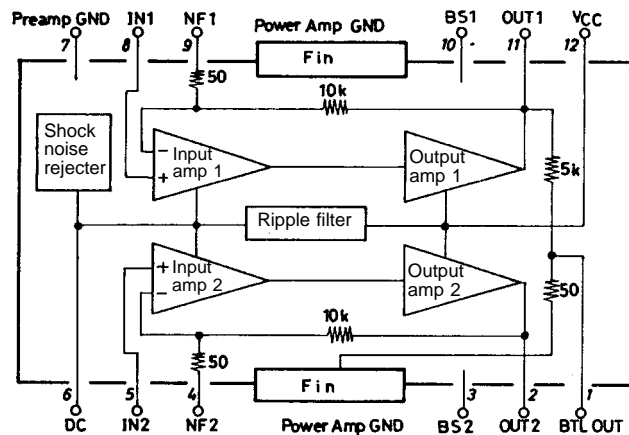 Preamp GND IN1 NF1 Power Amp GND BS1 OUT1 VCC
7 8 9 10 11 12
Fin
50
10k
Shock
noise
rejecter
− Input
+ amp 1
Output
amp 1
5k
Ripple filter
+ Input
− amp 2
Output
amp 2
50
10k
50
Fin
6 5 4 3 2 1
DC IN2 NF2 Power Amp GND BS2 OUT2 BTL OUT